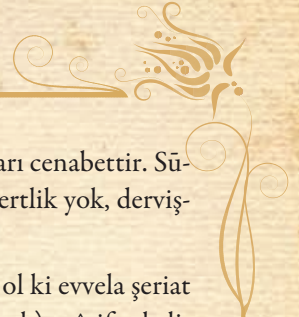 arı cenabettir. Sū-
ertlik yok, derviş-
ol ki evvela şeriat